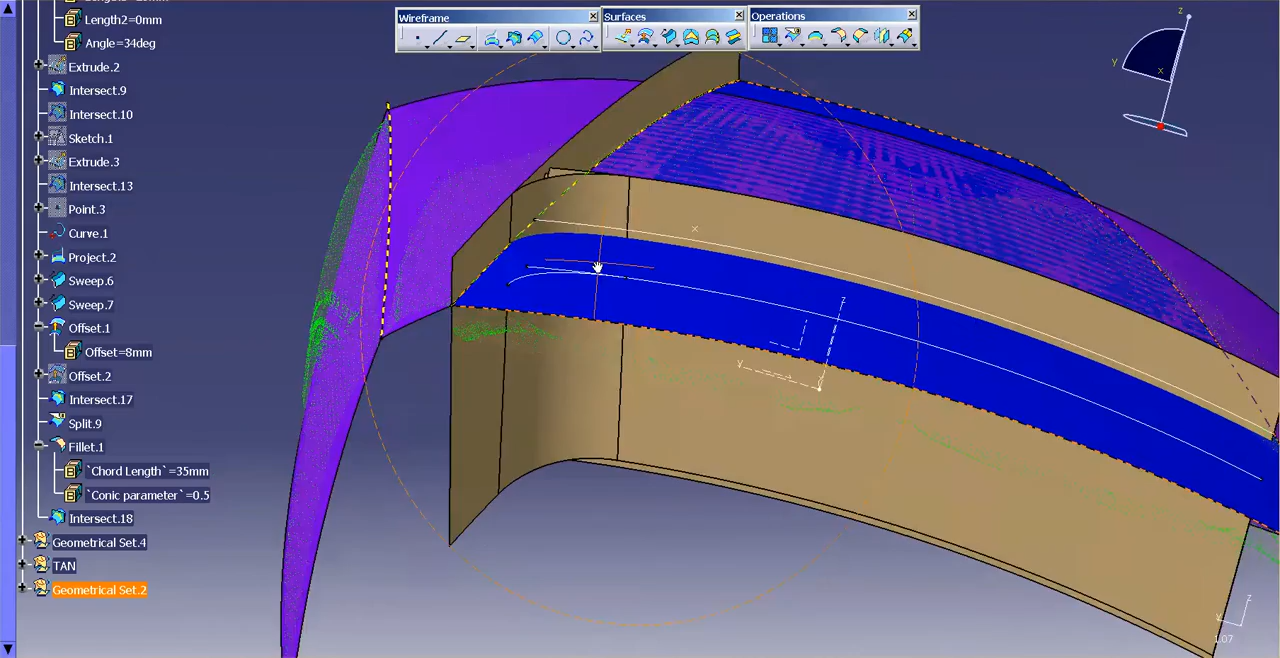 Length2=0mm
Angle=34deg
Extrude.2
Intersect.9
Intersect.10
Sketch.1
Extrude.3
Intersect.13
Point.3
Curve.1
Project.2
Sweep.6
Sweep.7
Offset.1
Offset=8mm
Offset.2
Intersect.17
Split.9
Fillet.1
`Chord Length`=35mm
`Conic parameter`=0.5
Intersect.18
Geometrical Set.4
TAN
Geometrical Set.2
Wireframe
Surfaces
Operations
z
y
x
x
z
y
z
1.07